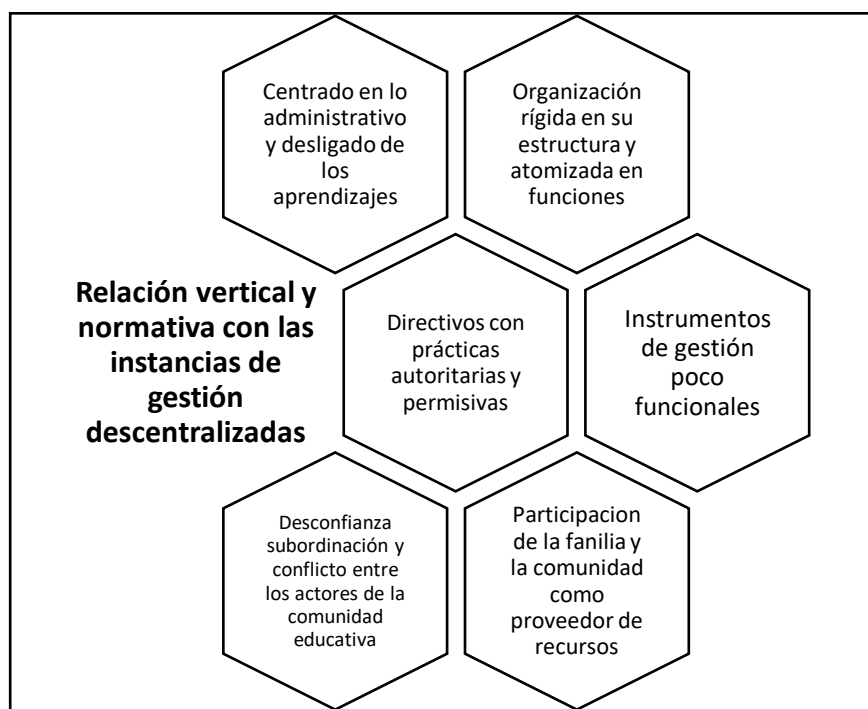 Centrado en lo
administrativo
y desligado de
los
aprendizajes
Organización
rígida en su
estructura y
atomizada en
funciones
Relación vertical y
normativa con las
instancias de
gestión
descentralizadas
Directivos con
prácticas
autoritarias y
permisivas
Instrumentos
de gestión
poco
funcionales
Desconfianza
subordinación y
conflicto entre
los actores de la
comunidad
educativa
Participacion
de la fanilia y
la comunidad
como
proveedor de
recursos